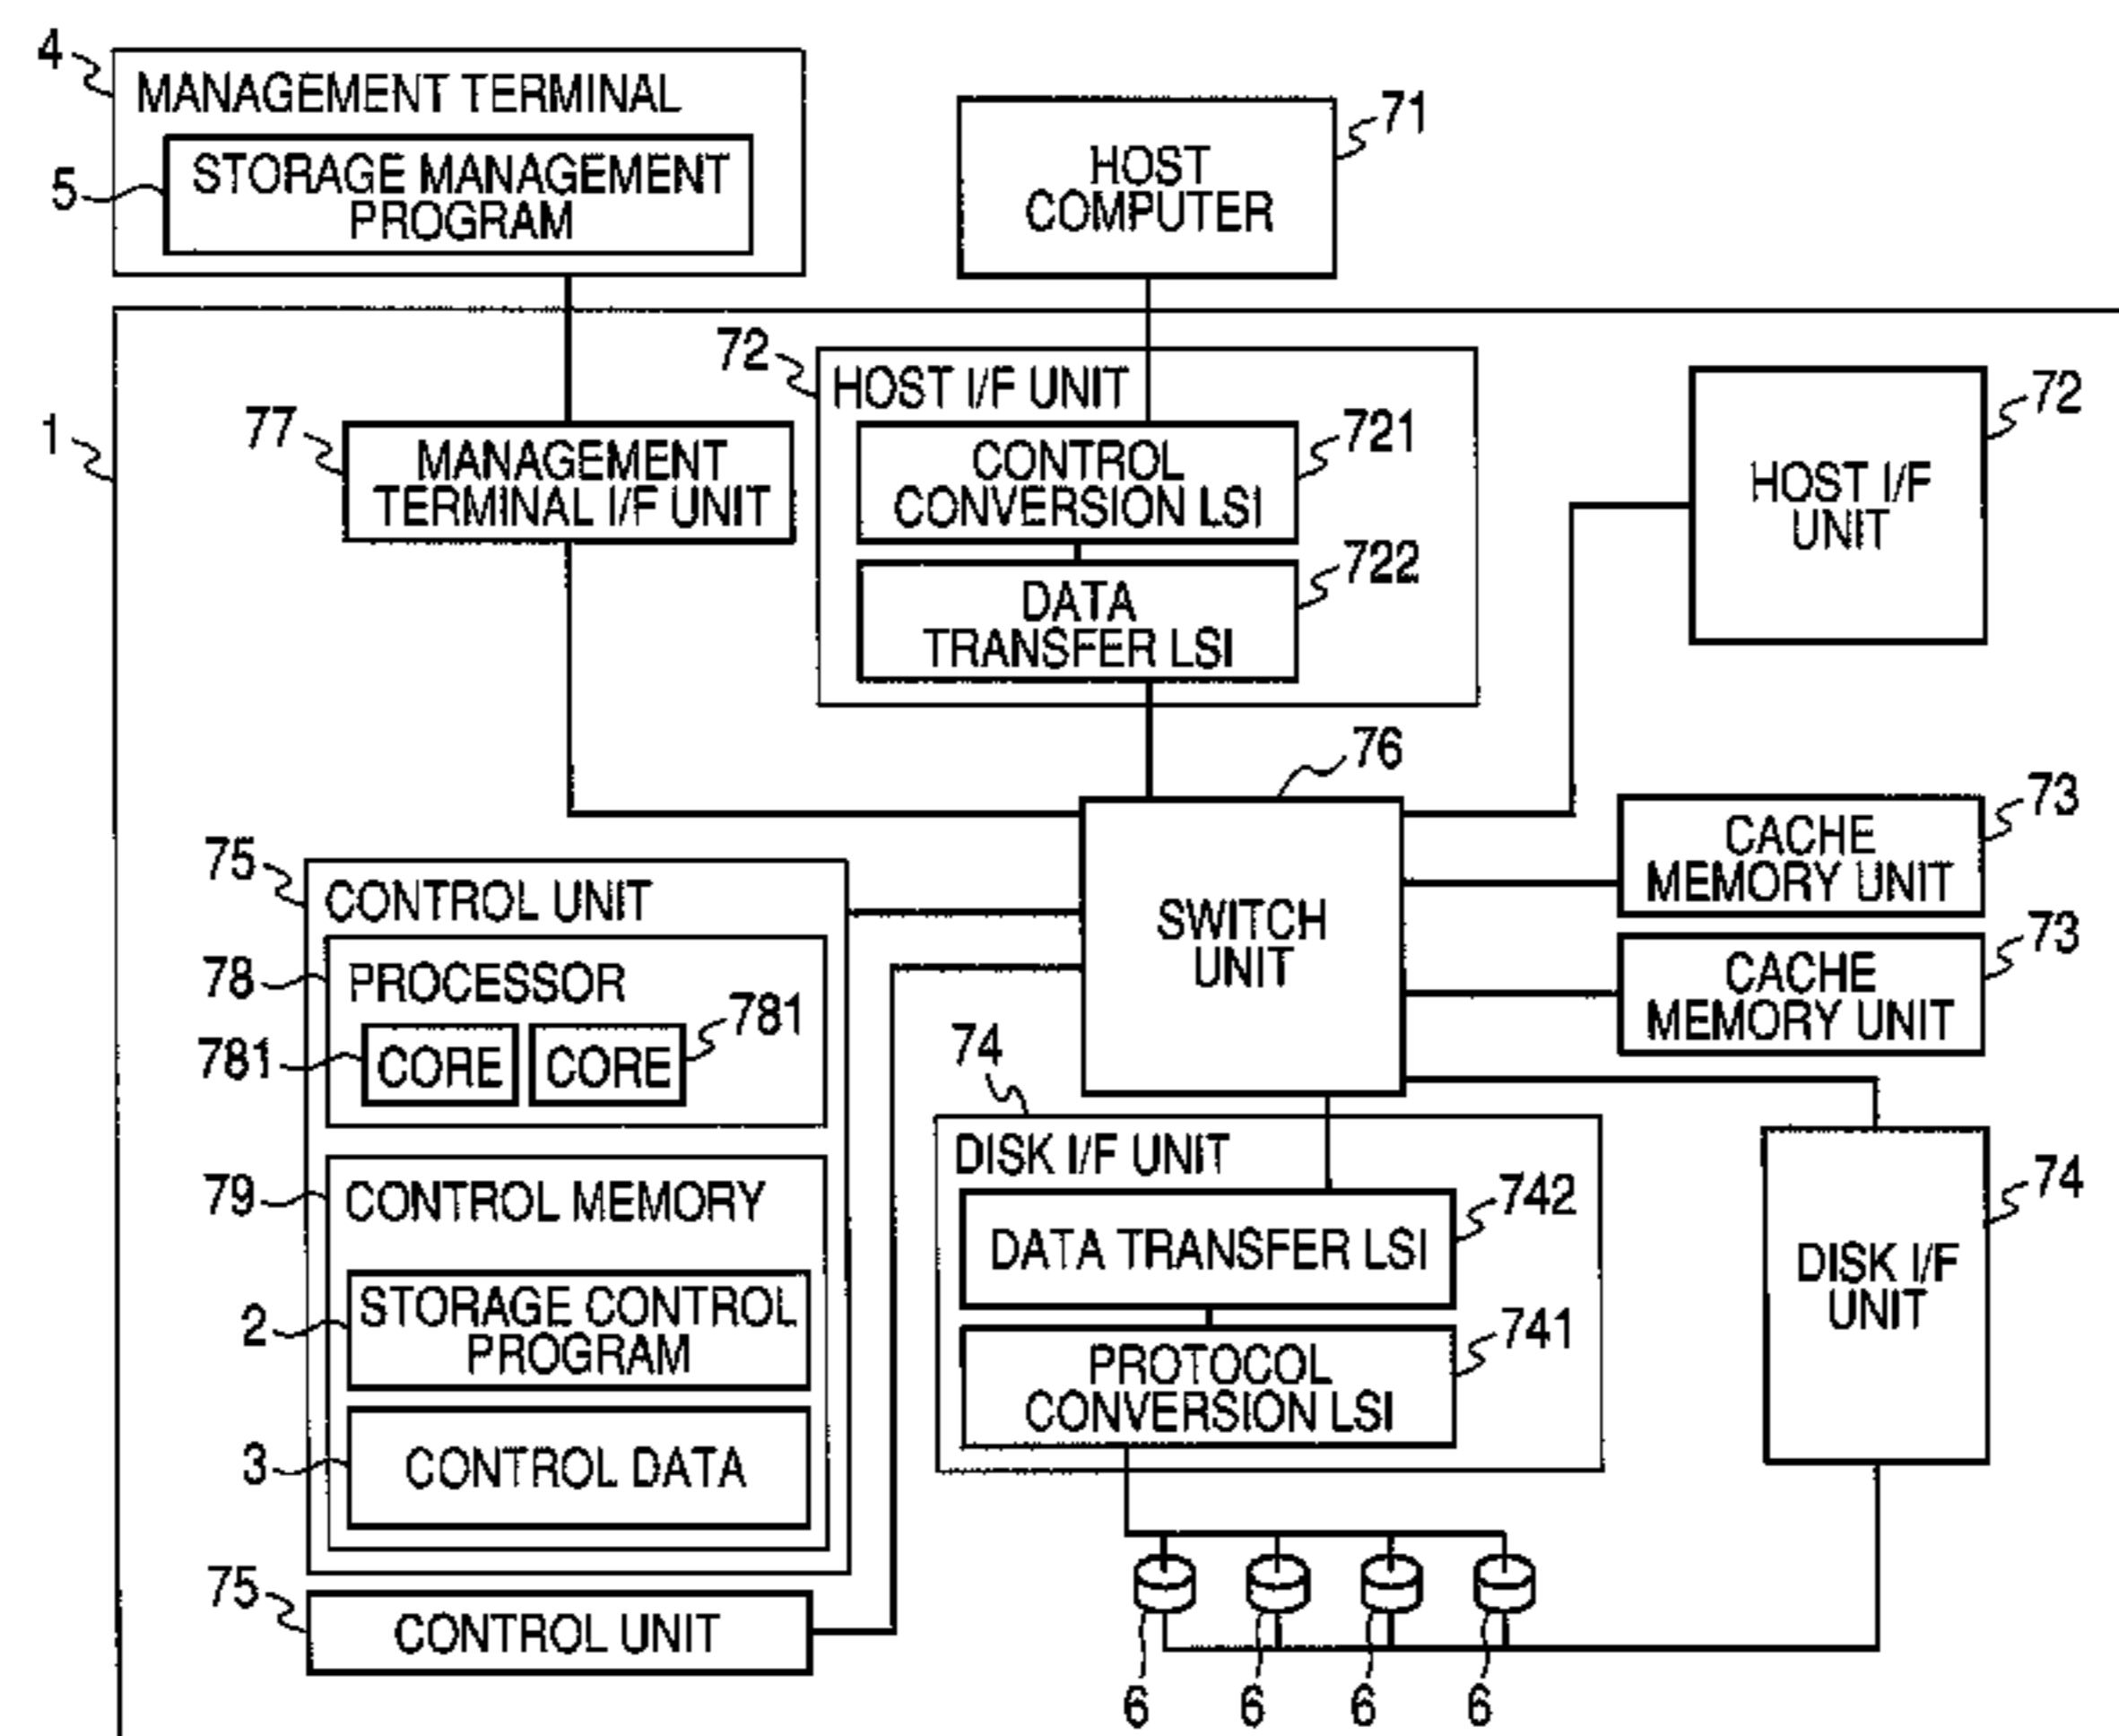 4
MANAGEMENT TERMINAL
5
STORAGE MANAGEMENT
PROGRAM
71
HOST
COMPUTER
1
77
MANAGEMENT
TERMINAL I/F UNIT
72
HOST I/F UNIT
721
CONTROL
CONVERSION LSI
722
DATA
TRANSFER LSI
72
HOST I/F
UNIT
76
SWITCH
UNIT
73
CACHE
MEMORY UNIT
73
CACHE
MEMORY UNIT
75
CONTROL UNIT
78
PROCESSOR
781
CORE
CORE
781
79
CONTROL MEMORY
2
STORAGE CONTROL
PROGRAM
3
CONTROL DATA
75
CONTROL UNIT
74
DISK I/F UNIT
742
DATA TRANSFER LSI
741
PROTOCOL
CONVERSION LSI
74
DISK I/F
UNIT
6 6 6 6